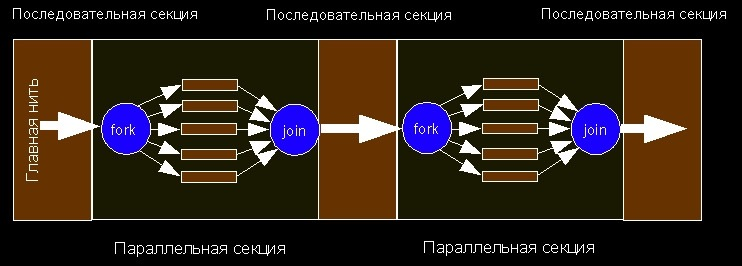 Последовательная секция
Последовательная секция
Последовательная секция
Главная нить
fork
join
fork
join
Параллельная секция
Параллельная секция